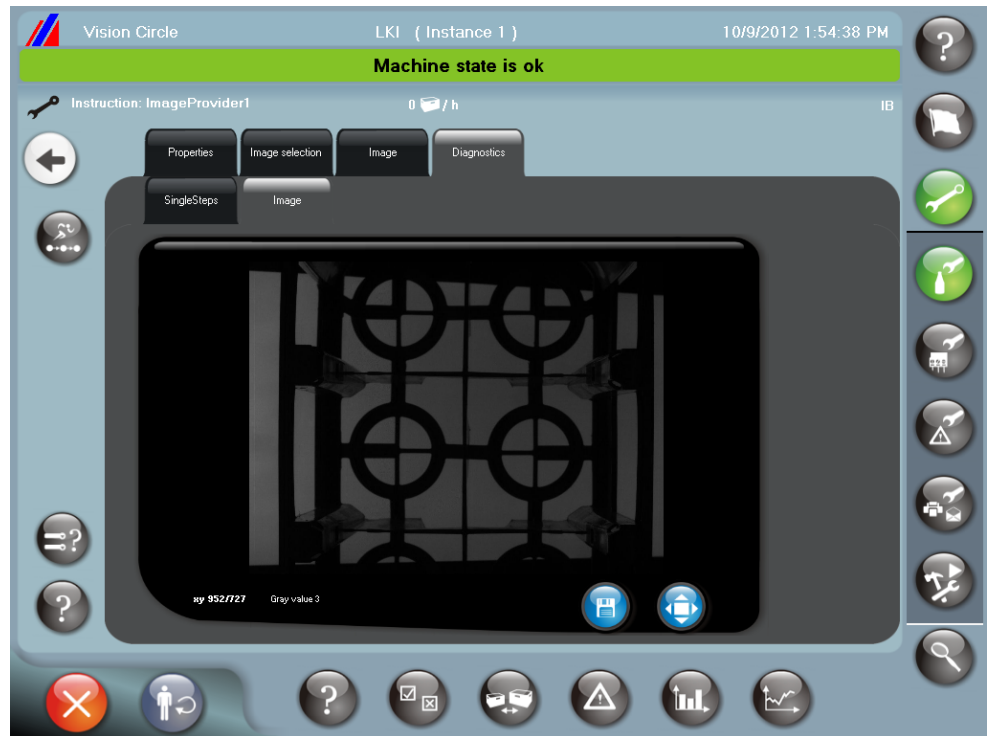 Vision Circle LKI ( Instance 1 ) 10/9/2012 1:54:38 PM
Machine state is ok
Instruction: ImageProvider1 0 / h IB
Properties Image selection Image Diagnostics
SingleSteps Image
xy 952/727 Gray value 3